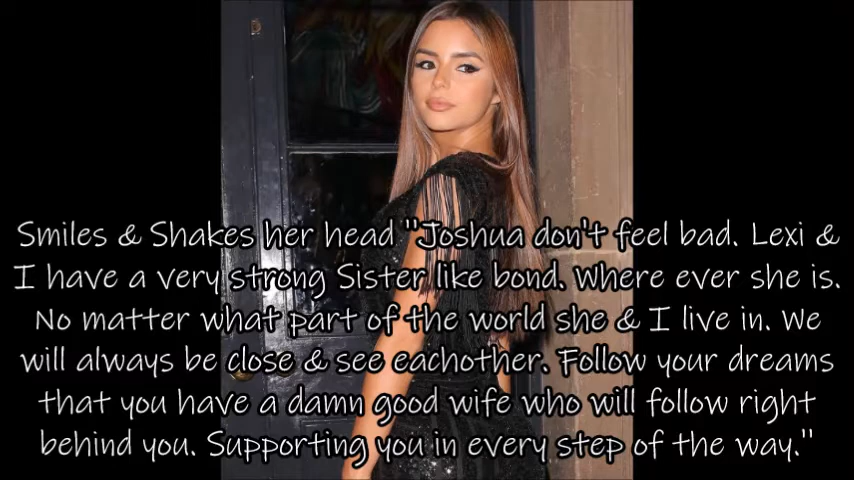 Smiles & Shakes her head "Joshua don't feel bad. Lexi &
I have a very strong Sister like bond. Where ever she is.
No matter what part of the world she & I live in. We
will always be close & see eachother. Follow your dreams
that you have a damn good wife who will follow right
behind you. Supporting you in every step of the way."